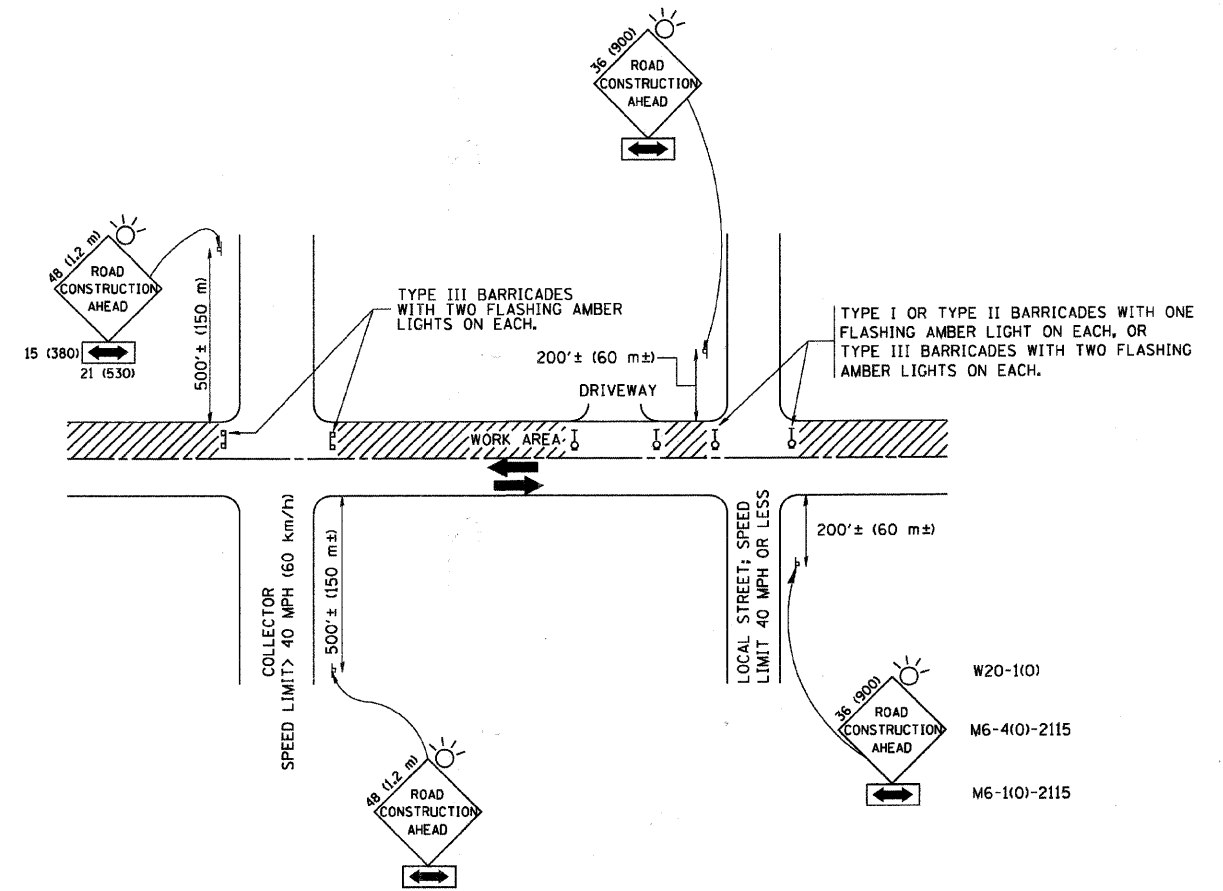 36 (900)
ROAD
CONSTRUCTION
AHEAD
48 (1.2 m)
ROAD
CONSTRUCTION
AHEAD
15 (380)
21 (530)
500'± (150 m)
TYPE III BARRICADES
WITH TWO FLASHING AMBER
LIGHTS ON EACH.
200'± (60 m±)
DRIVEWAY
TYPE I OR TYPE II BARRICADES WITH ONE
FLASHING AMBER LIGHT ON EACH, OR
TYPE III BARRICADES WITH TWO FLASHING
AMBER LIGHTS ON EACH.
WORK AREA
COLLECTOR
SPEED LIMIT> 40 MPH (60 km/h)
500'± (150 m±)
LOCAL STREET; SPEED
LIMIT 40 MPH OR LESS
200'± (60 m±)
48 (1.2 m)
ROAD
CONSTRUCTION
AHEAD
36 (900)
ROAD
CONSTRUCTION
AHEAD
W20-1(O)
M6-4(O)-2115
M6-1(O)-2115